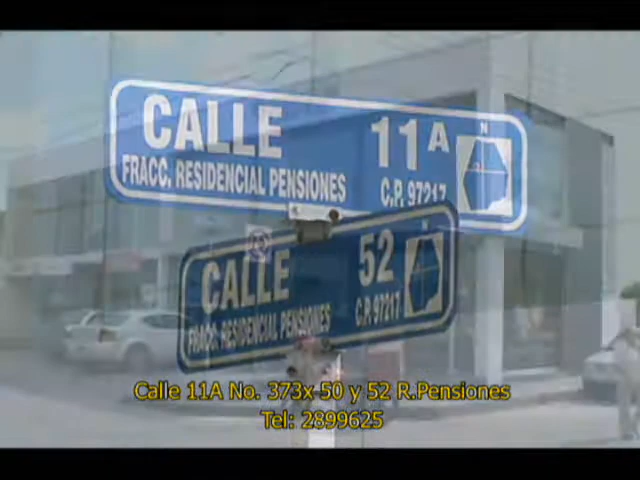 CALLE 11A
FRACC. RESIDENCIAL PENSIONES C.P. 97217
N
CALLE 52
FRACC. RESIDENCIAL PENSIONES C.P. 97217
N
Calle 11A No. 373x 50 y 52 R.Pensiones
Tel: 2899625